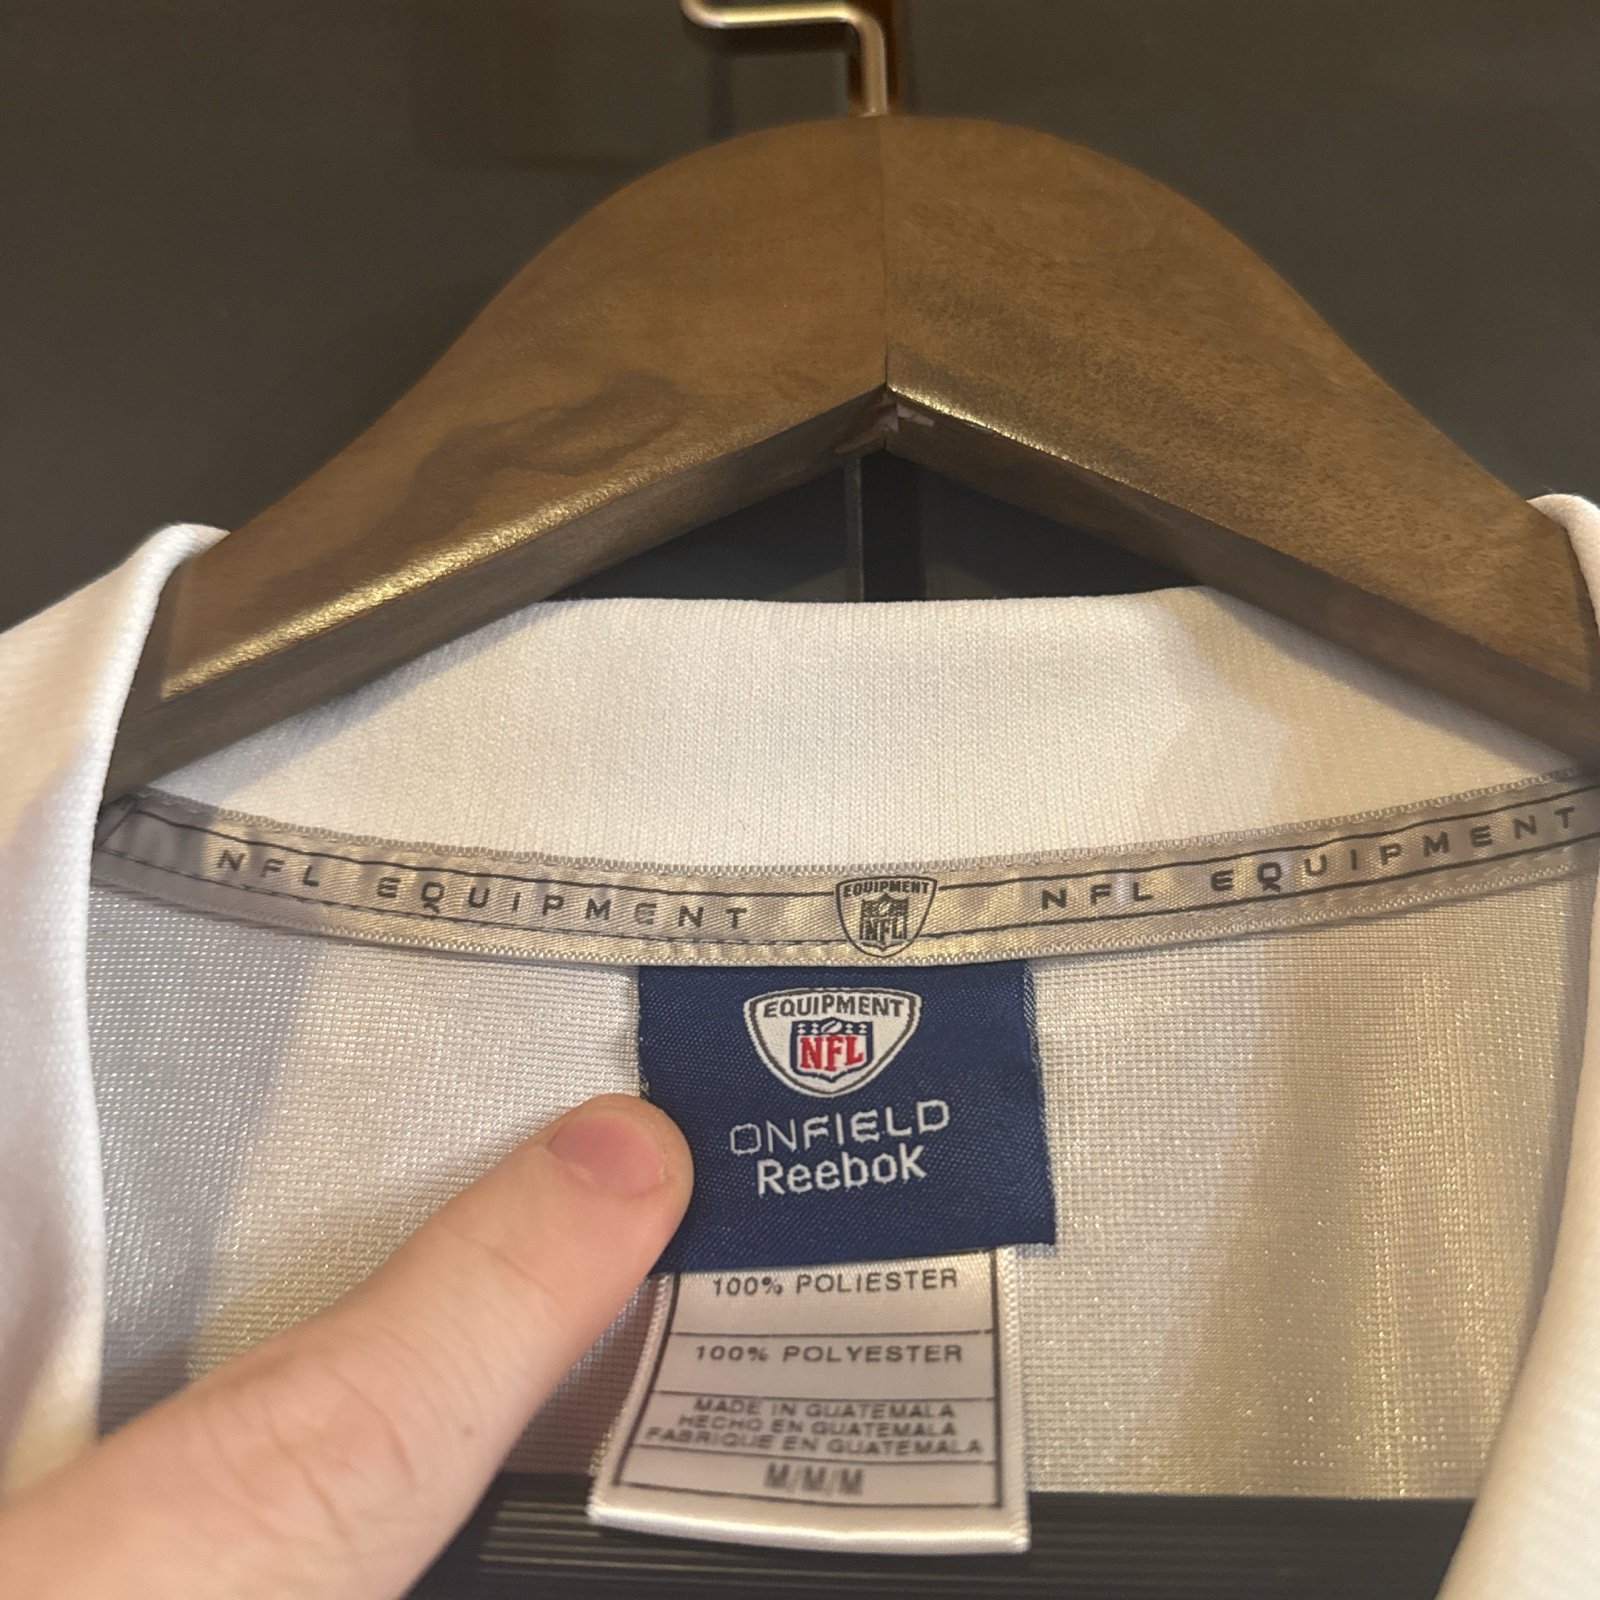 NFL EQUIPMENT
EQUIPMENT
NFL
NFL EQUIPMENT
EQUIPMENT
NFL
ONFIELD
Reebok
100% POLIESTER
100% POLYESTER
MADE IN GUATEMALA
HECHO EN GUATEMALA
FABRIQUE EN GUATEMALA
M/M/M